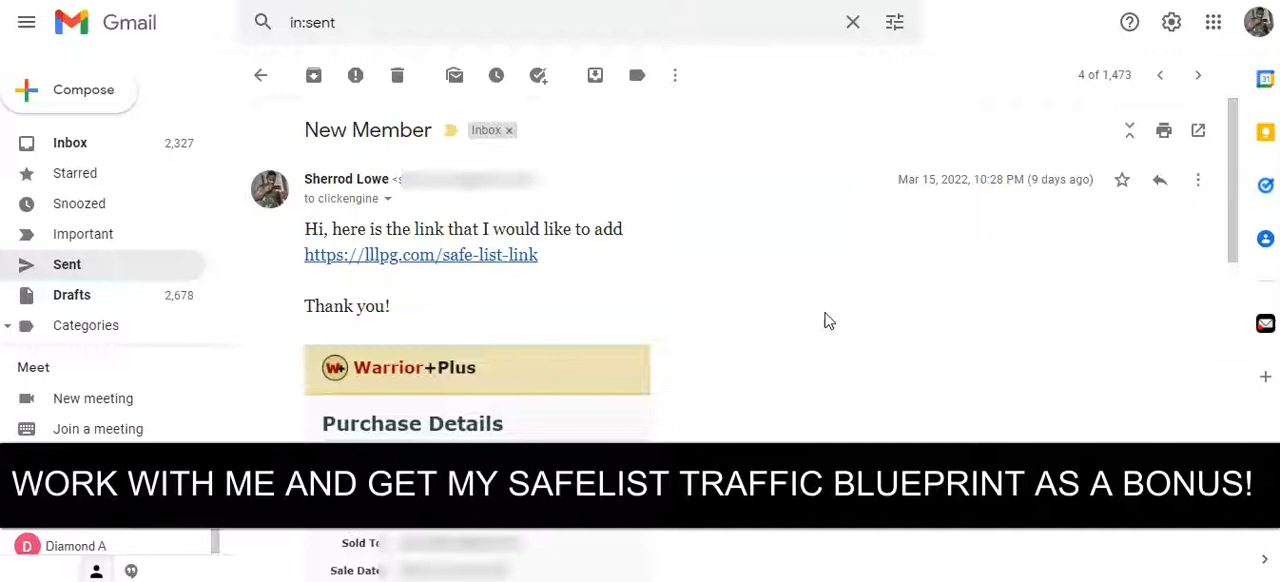 Gmail
in:sent
Compose
4 of 1,473
Inbox 2,327
Starred
Snoozed
Important
Sent
Drafts 2,678
Categories
Meet
New meeting
Join a meeting
New Member
Inbox ×
Sherrod Lowe <s
Mar 15, 2022, 10:28 PM (9 days ago)
to clickengine
Hi, here is the link that I would like to add
https://lllpg.com/safe-list-link
Thank you!
W+ Warrior+Plus
Purchase Details
WORK WITH ME AND GET MY SAFELIST TRAFFIC BLUEPRINT AS A BONUS!
D Diamond A
Sold To
Sale Date
31